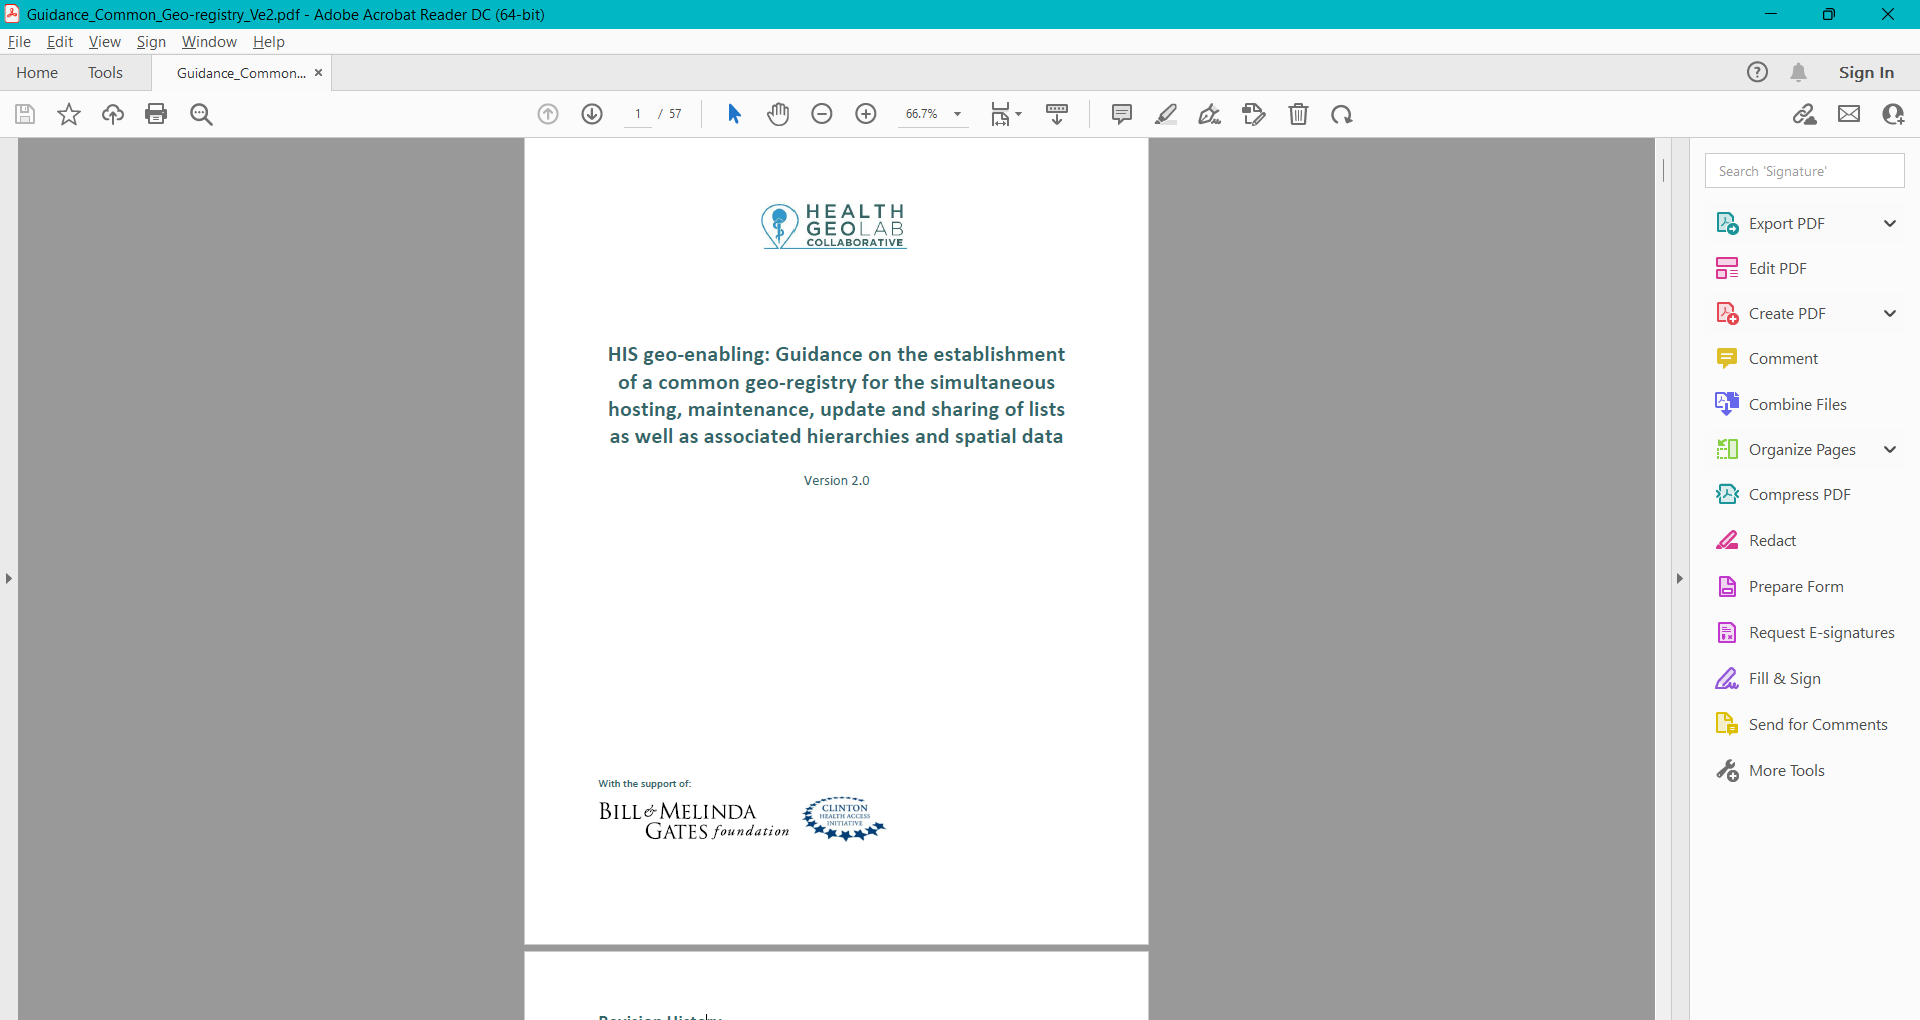 Guidance_Common_Geo-registry_Ve2.pdf - Adobe Acrobat Reader DC (64-bit)
File Edit View Sign Window Help
Home Tools Guidance_Common... ×
Sign In
1 / 57 66.7%
Search 'Signature'
Export PDF
Edit PDF
Create PDF
Comment
Combine Files
Organize Pages
Compress PDF
Redact
Prepare Form
Request E-signatures
Fill & Sign
Send for Comments
More Tools
HEALTH
GEOLAB
COLLABORATIVE
HIS geo-enabling: Guidance on the establishment
of a common geo-registry for the simultaneous
hosting, maintenance, update and sharing of lists
as well as associated hierarchies and spatial data
Version 2.0
With the support of:
BILL & MELINDA
GATES foundation
CLINTON
HEALTH ACCESS
INITIATIVE
Revision History